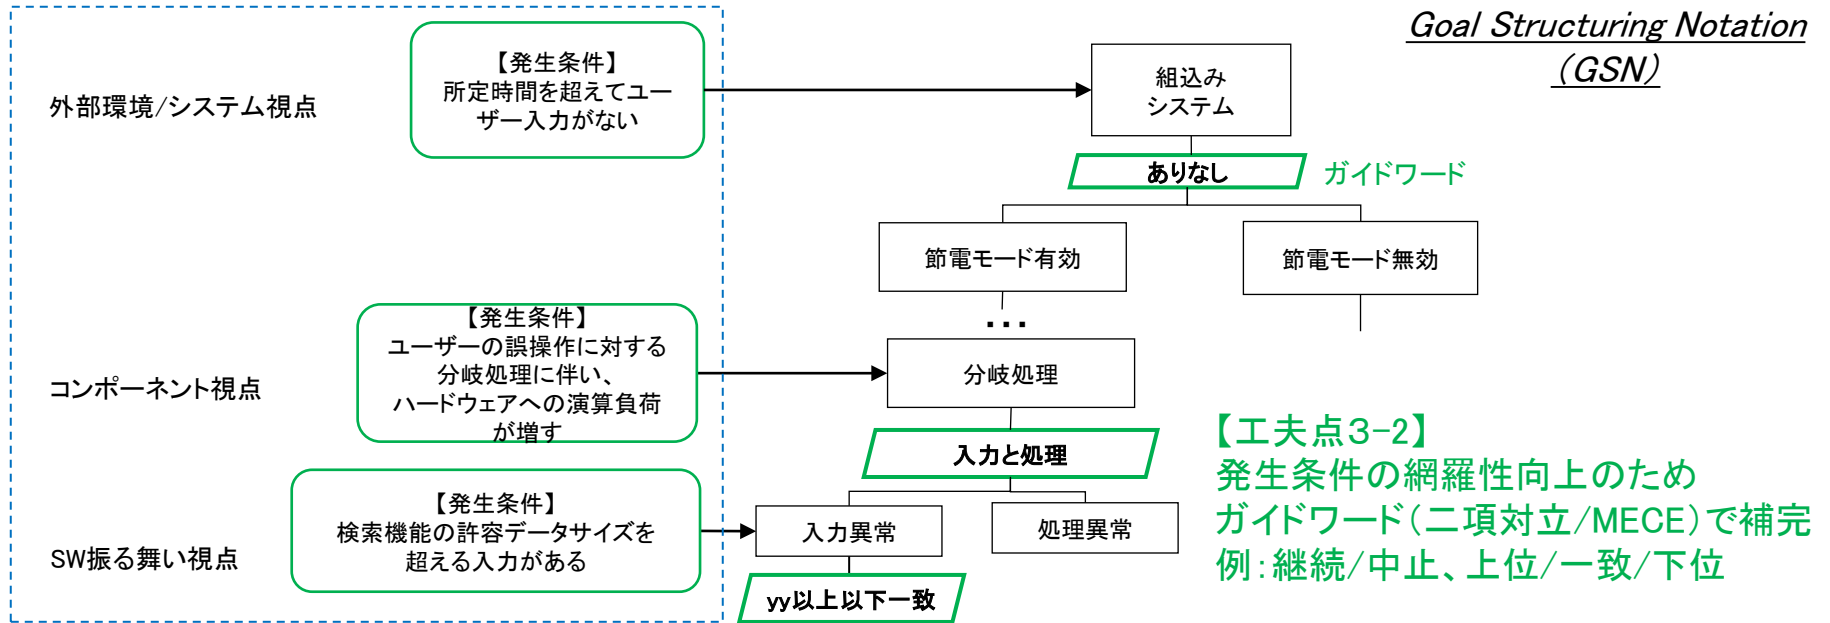 Goal Structuring Notation
（GSN）
外部環境/システム視点
【発生条件】
所定時間を超えてユー
ザー入力がない
組込み
システム
ありなし
ガイドワード
節電モード有効
節電モード無効
...
コンポーネント視点
【発生条件】
ユーザーの誤操作に対する
分岐処理に伴い、
ハードウェアへの演算負荷
が増す
分岐処理
入力と処理
SW振る舞い視点
【発生条件】
検索機能の許容データサイズを
超える入力がある
入力異常
処理異常
yy以上以下一致
【工夫点3-2】
発生条件の網羅性向上のため
ガイドワード（二項対立/MECE）で補完
例：継続/中止、上位/一致/下位